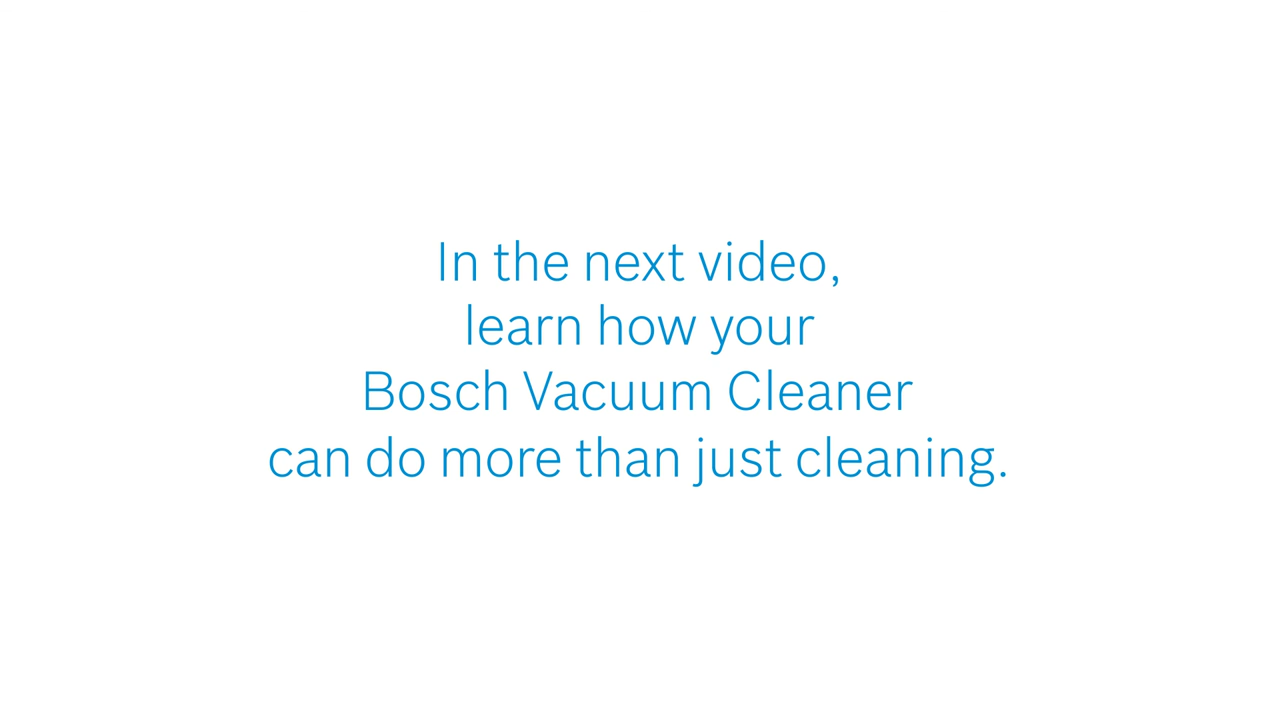 In the next video,
learn how your
Bosch Vacuum Cleaner
can do more than just cleaning.